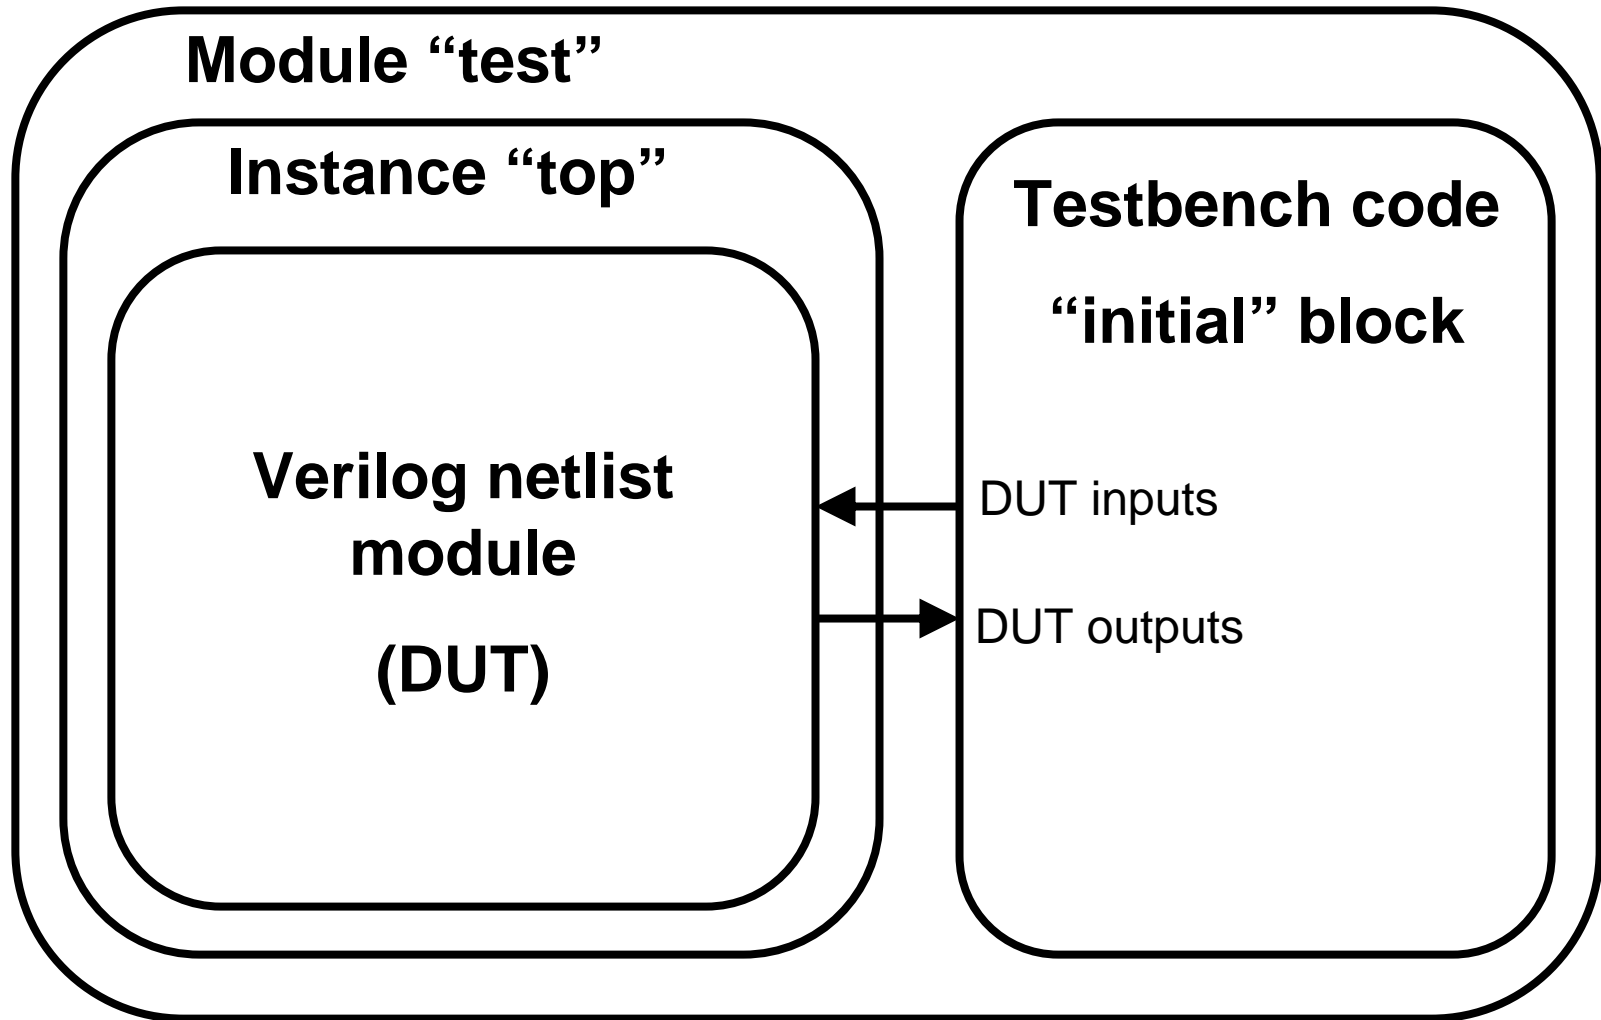 Module “test”
Instance “top”
Verilog netlist
module
(DUT)
Testbench code
“initial” block
DUT inputs
DUT outputs